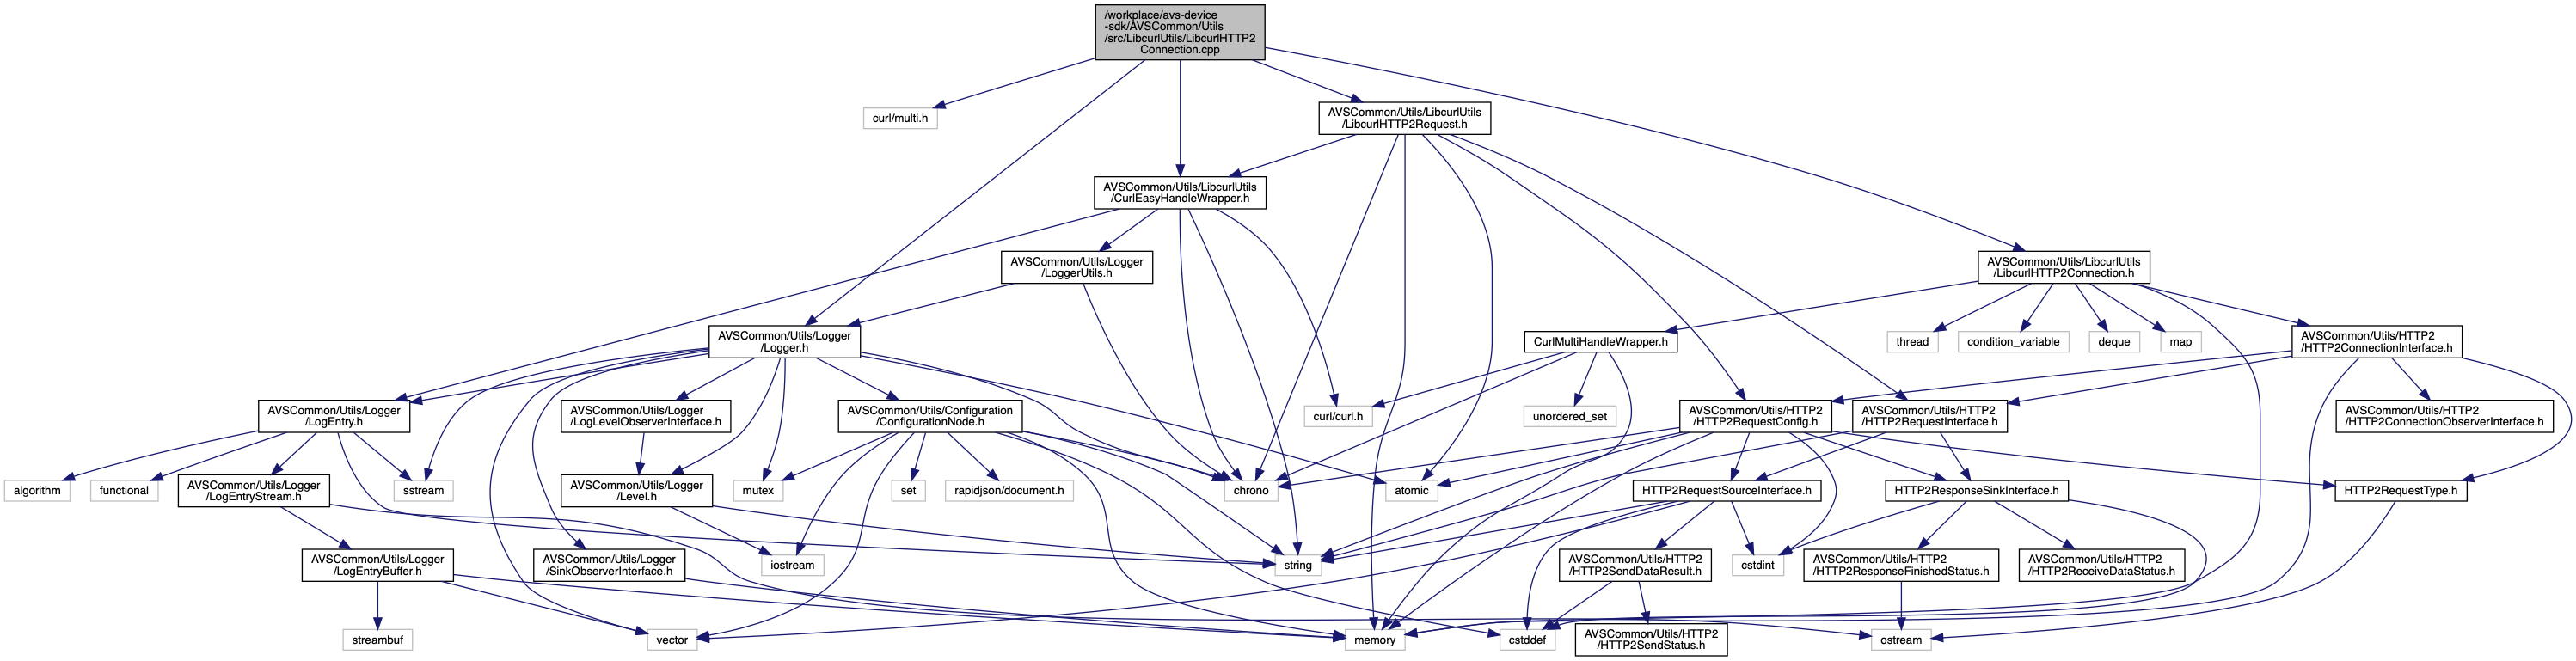 /workplace/avs-device
-sdk/AVSCommon/Utils
/src/LibcurlUtils/LibcurlHTTP2
Connection.cpp
curl/multi.h
AVSCommon/Utils/LibcurlUtils
/LibcurlHTTP2Request.h
AVSCommon/Utils/LibcurlUtils
/CurlEasyHandleWrapper.h
AVSCommon/Utils/Logger
/LoggerUtils.h
AVSCommon/Utils/LibcurlUtils
/LibcurlHTTP2Connection.h
AVSCommon/Utils/Logger
/Logger.h
CurlMultiHandleWrapper.h
thread
condition_variable
deque
map
AVSCommon/Utils/HTTP2
/HTTP2ConnectionInterface.h
AVSCommon/Utils/Logger
/LogEntry.h
AVSCommon/Utils/Logger
/LogLevelObserverInterface.h
AVSCommon/Utils/Configuration
/ConfigurationNode.h
curl/curl.h
unordered_set
AVSCommon/Utils/HTTP2
/HTTP2RequestConfig.h
AVSCommon/Utils/HTTP2
/HTTP2RequestInterface.h
AVSCommon/Utils/HTTP2
/HTTP2ConnectionObserverInterface.h
algorithm
functional
AVSCommon/Utils/Logger
/LogEntryStream.h
sstream
AVSCommon/Utils/Logger
/Level.h
mutex
set
rapidjson/document.h
chrono
atomic
HTTP2RequestSourceInterface.h
HTTP2ResponseSinkInterface.h
HTTP2RequestType.h
AVSCommon/Utils/Logger
/LogEntryBuffer.h
AVSCommon/Utils/Logger
/SinkObserverInterface.h
iostream
string
AVSCommon/Utils/HTTP2
/HTTP2SendDataResult.h
cstdint
AVSCommon/Utils/HTTP2
/HTTP2ResponseFinishedStatus.h
AVSCommon/Utils/HTTP2
/HTTP2ReceiveDataStatus.h
streambuf
vector
memory
cstddef
AVSCommon/Utils/HTTP2
/HTTP2SendStatus.h
ostream